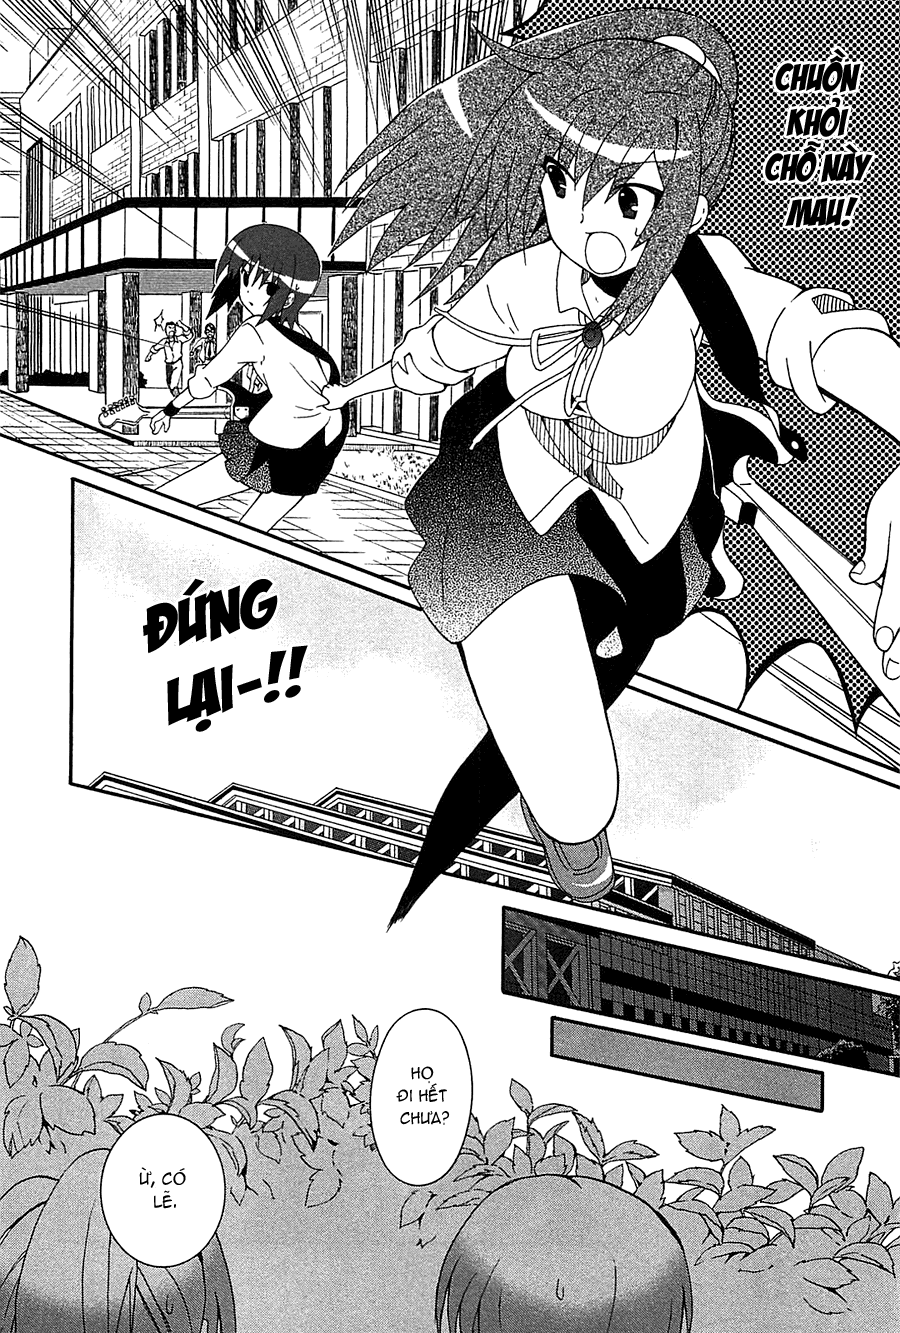 CHUỒN
KHỎI
CHỖ NÀY
MAU!
ĐỨNG
LẠI-!!
HỌ
ĐI HẾT
CHƯA?
Ừ, CÓ
LẼ.